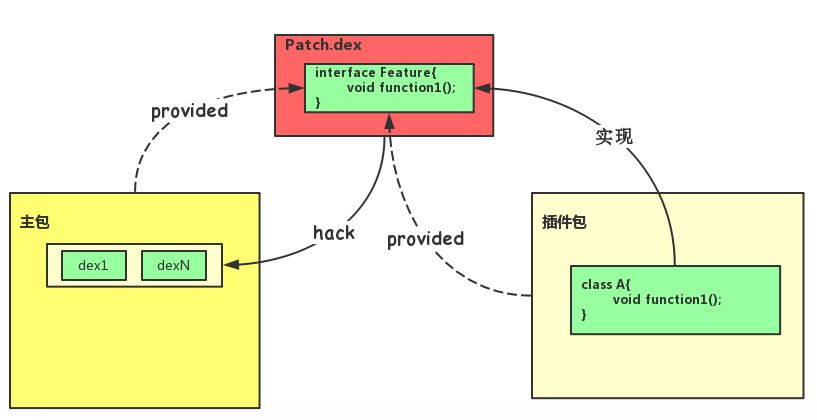 Patch.dex
interface Feature{
void function1();
}
provided
实现
主包
dex1
dexN
hack
provided
插件包
class A{
void function1();
}